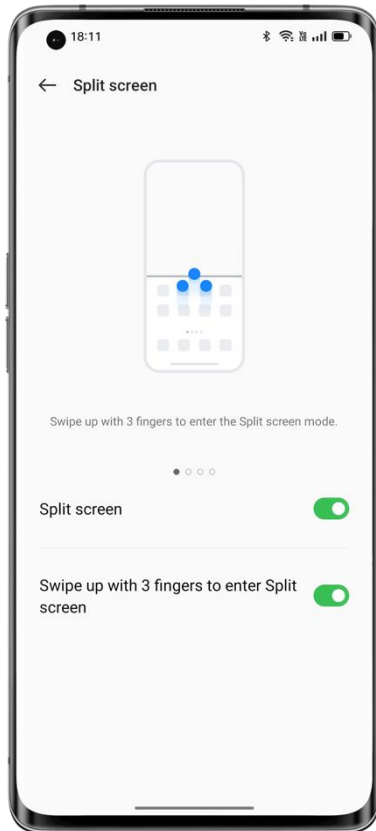 18:11
Split screen
Swipe up with 3 fingers to enter the Split screen mode.
Split screen
Swipe up with 3 fingers to enter Split
screen